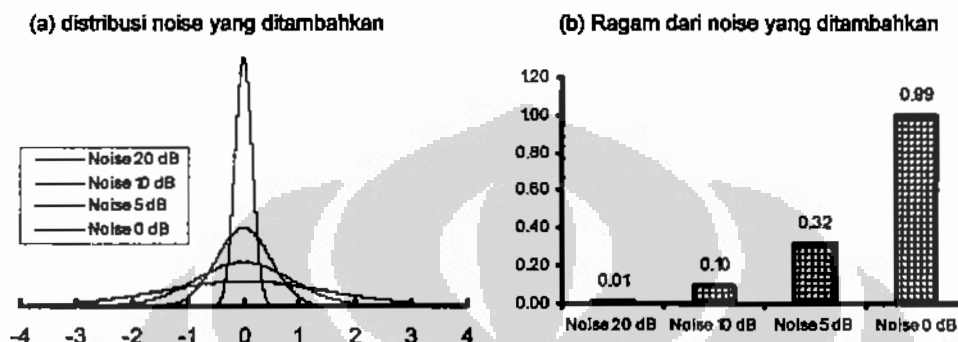 (a) distribusi noise yang ditambahkan
Noise 20 dB
Noise 10 dB
Noise 5 dB
Noise 0 dB
-4 -3 -2 -1 0 1 2 3 4
(b) Ragam dari noise yang ditambahkan
1.20
1.00
0.80
0.60
0.40
0.20
0.00
0.01
0.10
0.32
0.99
Noise 20 dB Noise 10 dB Noise 5 dB Noise 0 dB